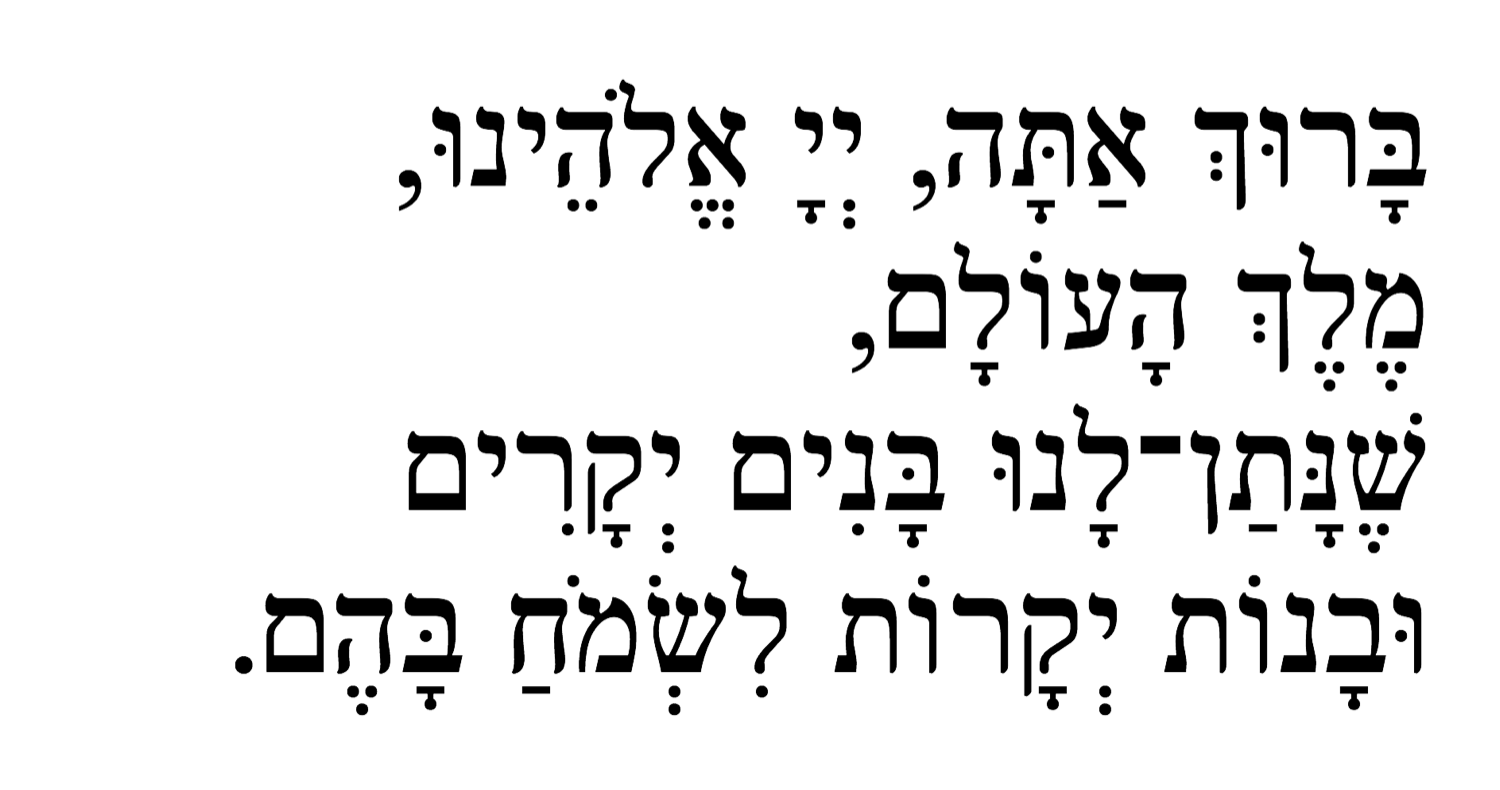 בָּרוּךְ אַתָּה, יְיָ אֱלֹהֵינוּ,
מֶלֶךְ הָעוֹלָם,
שֶׁנָּתַן־לָנוּ בָּנִים יְקָרִים
וּבָנוֹת יְקָרוֹת לִשְׂמֹחַ בָּהֶם.